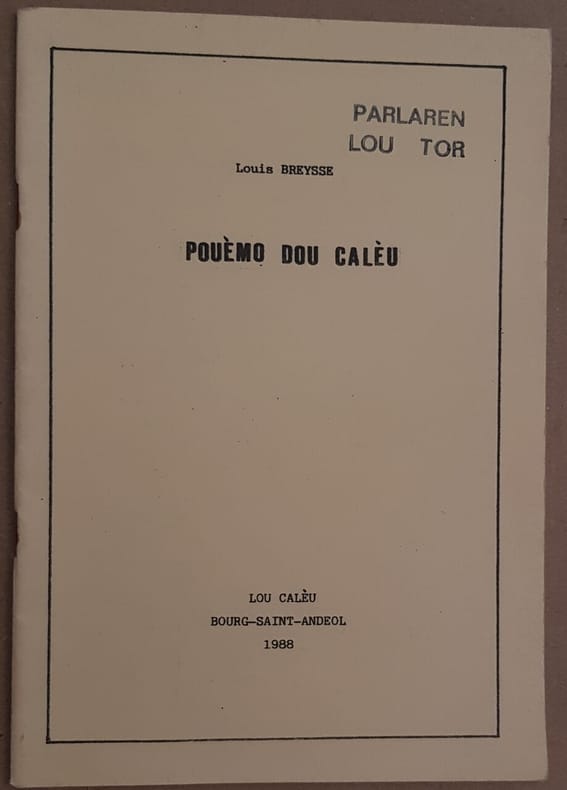 PARLAREN
LOU TOR
Louis BREYSSE
POUÈMO DOU CALÈU
LOU CALÈU
BOURG-SAINT-ANDEOL
1988